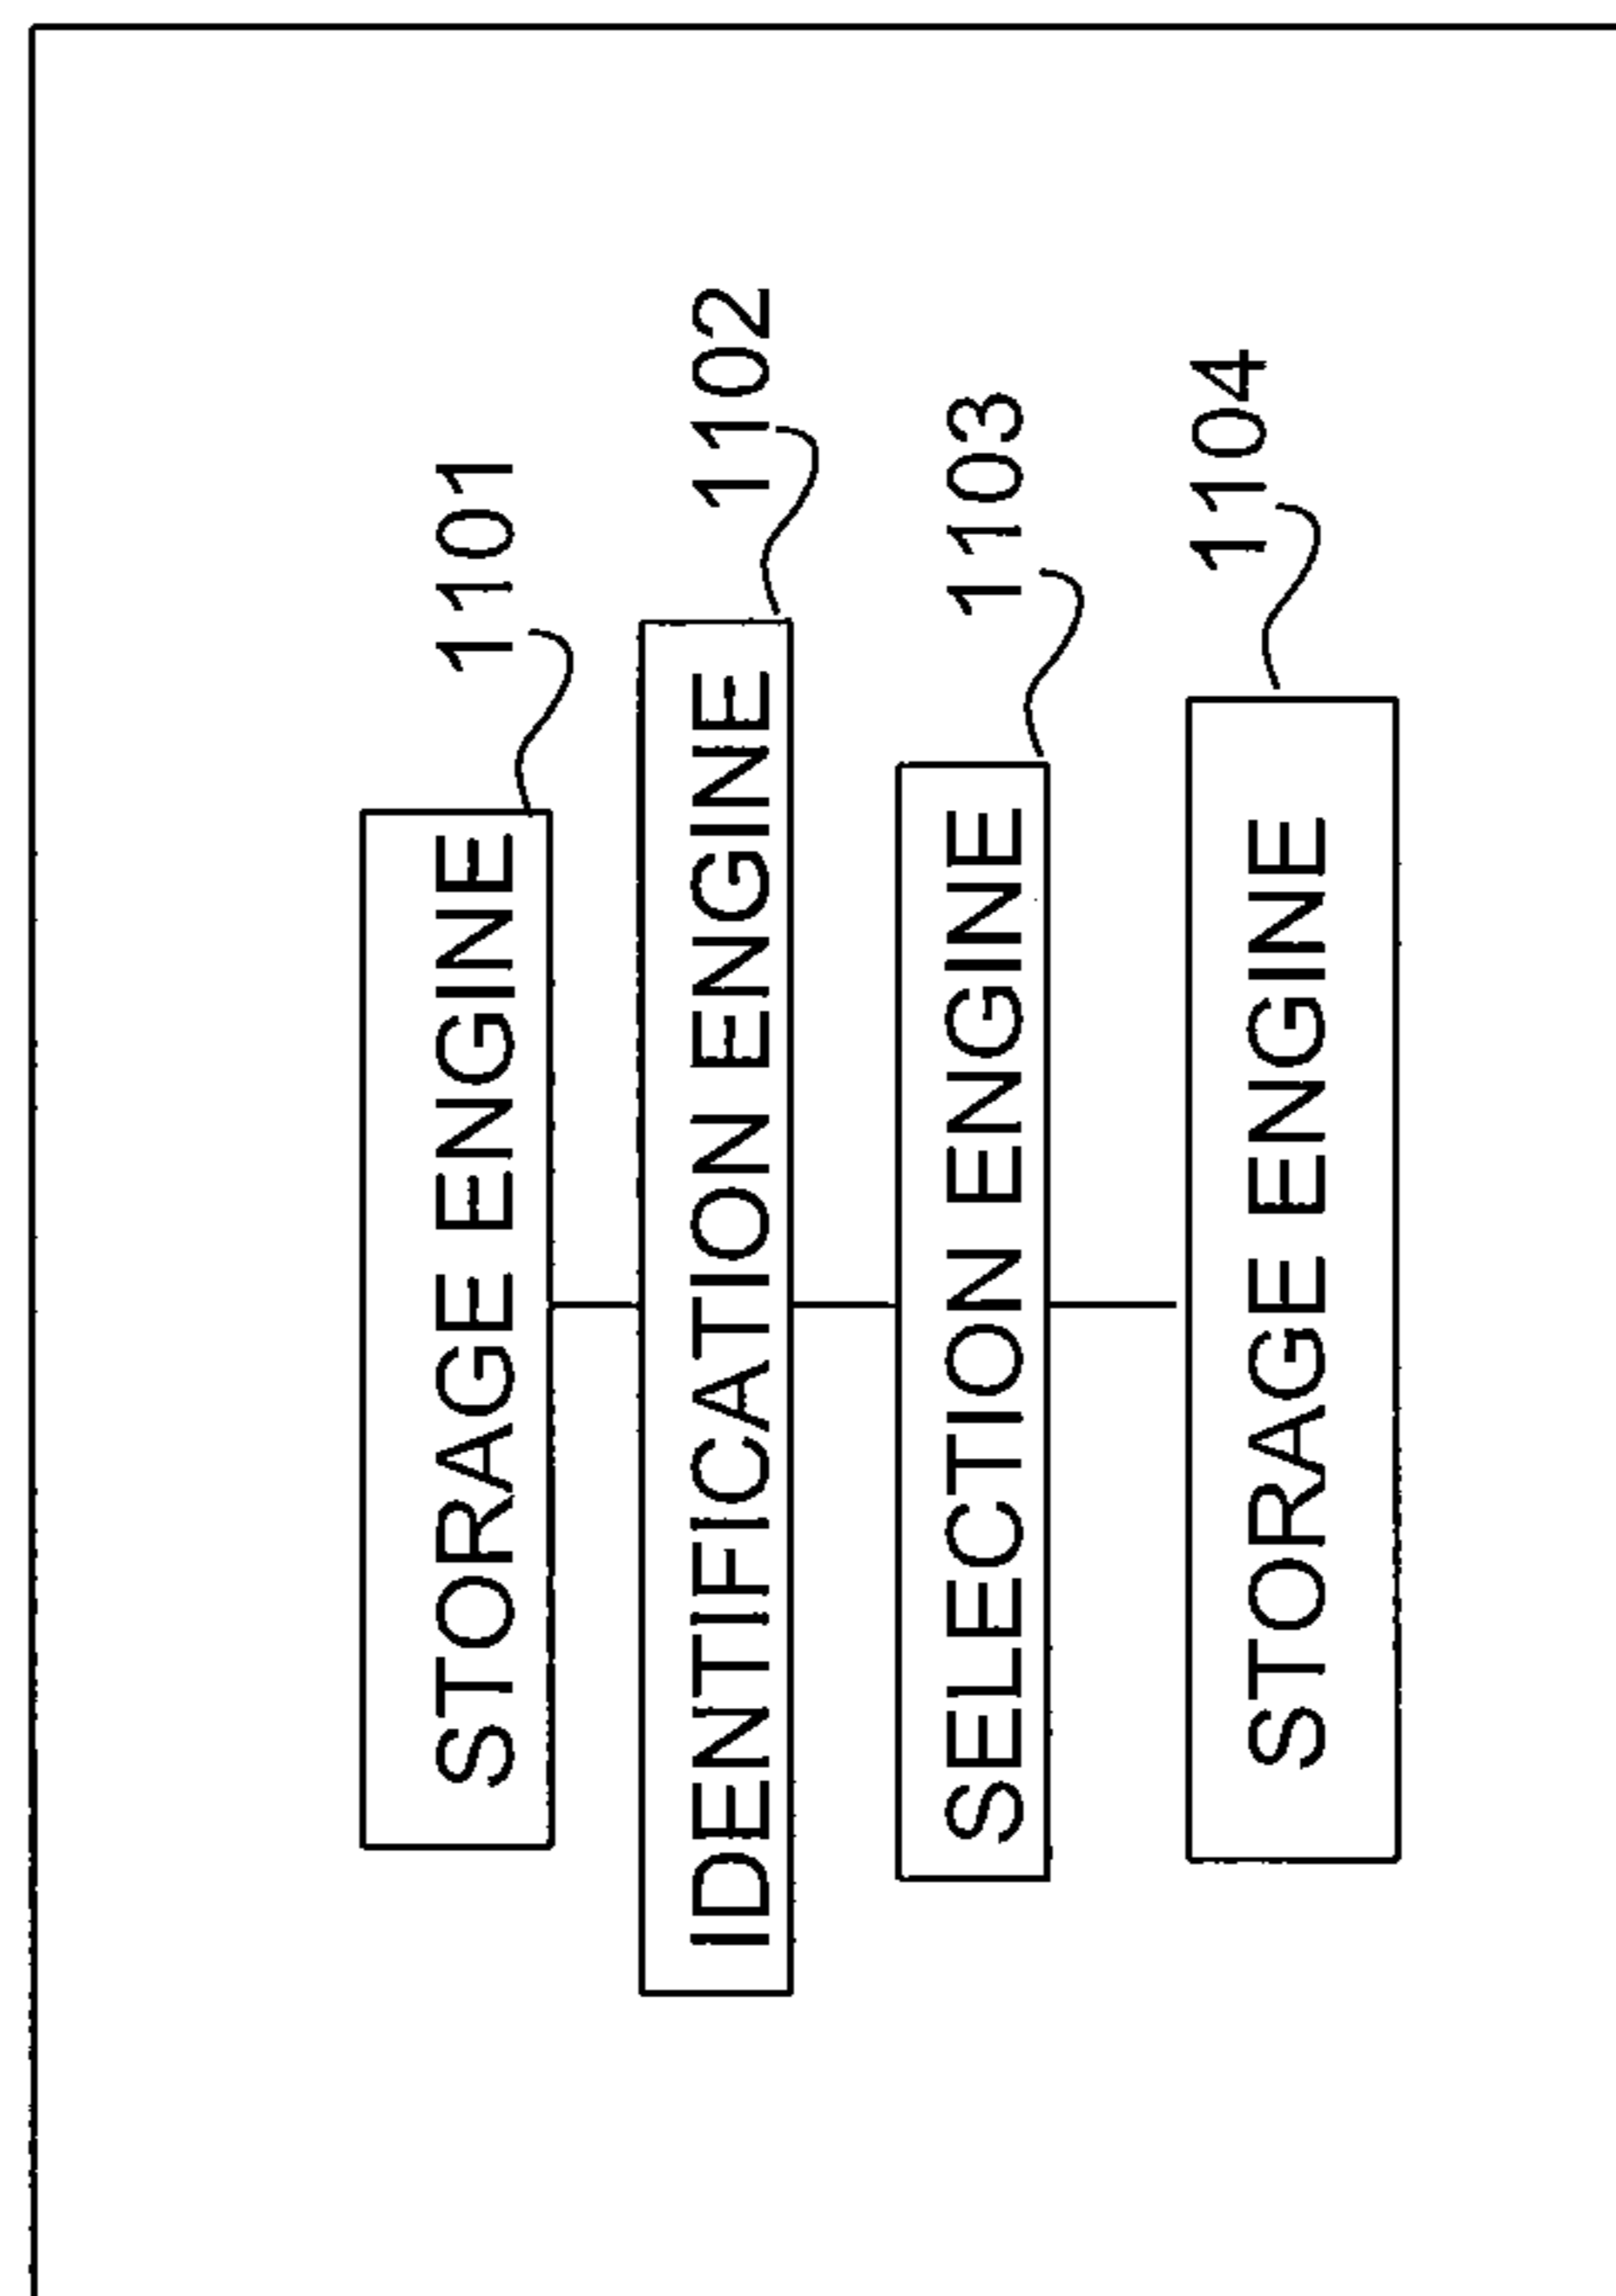 STORAGE ENGINE
1101
IDENTIFICATION ENGINE
1102
SELECTION ENGINE
1103
STORAGE ENGINE
1104